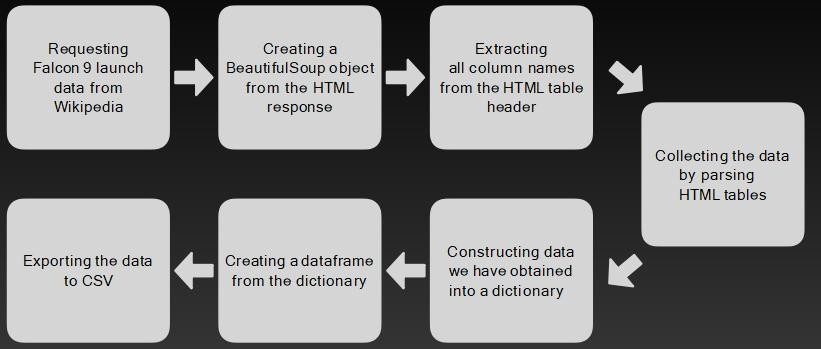 Requesting
Falcon 9 launch
data from
Wikipedia
Creating a
BeautifulSoup object
from the HTML
response
Extracting
all column names
from the HTML table
header
Collecting the data
by parsing
HTML tables
Constructing data
we have obtained
into a dictionary
Creating a dataframe
from the dictionary
Exporting the data
to CSV